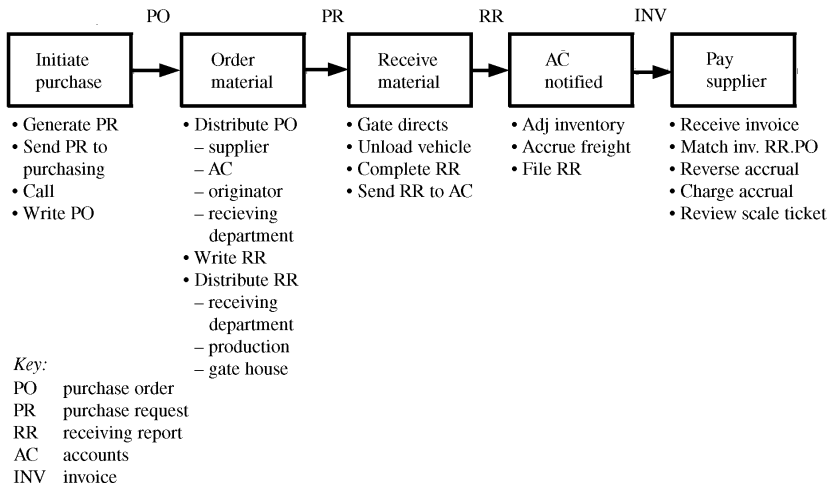 PO
PR
RR
INV
Initiate
purchase
Order
material
Receive
material
AC
notified
Pay
supplier
• Generate PR
• Send PR to
purchasing
• Call
• Write PO
• Distribute PO
– supplier
– AC
– originator
– recieving
department
• Write RR
• Distribute RR
– receiving
department
– production
– gate house
• Gate directs
• Unload vehicle
• Complete RR
• Send RR to AC
• Adj inventory
• Accrue freight
• File RR
• Receive invoice
• Match inv. RR.PO
• Reverse accrual
• Charge accrual
• Review scale ticket
Key:
PO purchase order
PR purchase request
RR receiving report
AC accounts
INV invoice